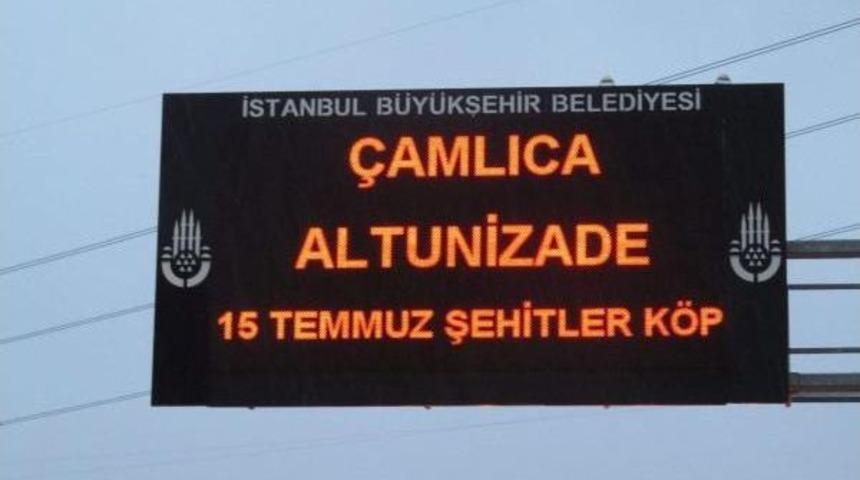 İSTANBUL BÜYÜKŞEHİR BELEDİYESİ
ÇAMLICA
ALTUNİZADE
15 TEMMUZ ŞEHİTLER KÖP